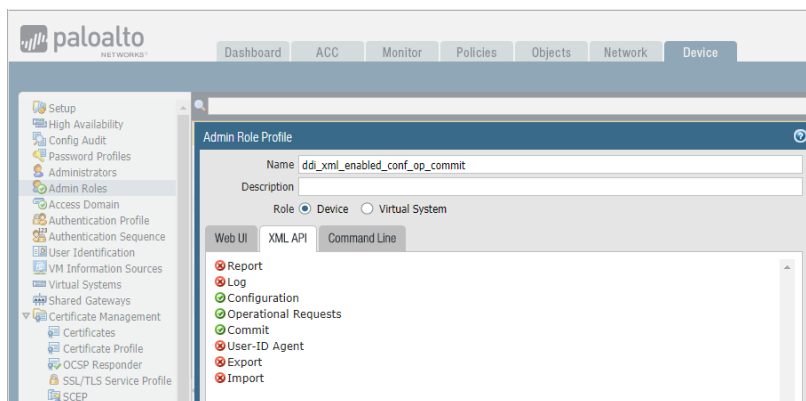 paloalto
NETWORKS
Dashboard ACC Monitor Policies Objects Network Device
Setup
High Availability
Config Audit
Password Profiles
Administrators
Admin Roles
Access Domain
Authentication Profile
Authentication Sequence
User Identification
VM Information Sources
Virtual Systems
Shared Gateways
Certificate Management
Certificates
Certificate Profile
OCSP Responder
SSL/TLS Service Profile
SCEP
Admin Role Profile
Name ddi_xml_enabled_conf_op_commit
Description
Role Device Virtual System
Web UI XML API Command Line
Report
Log
Configuration
Operational Requests
Commit
User-ID Agent
Export
Import